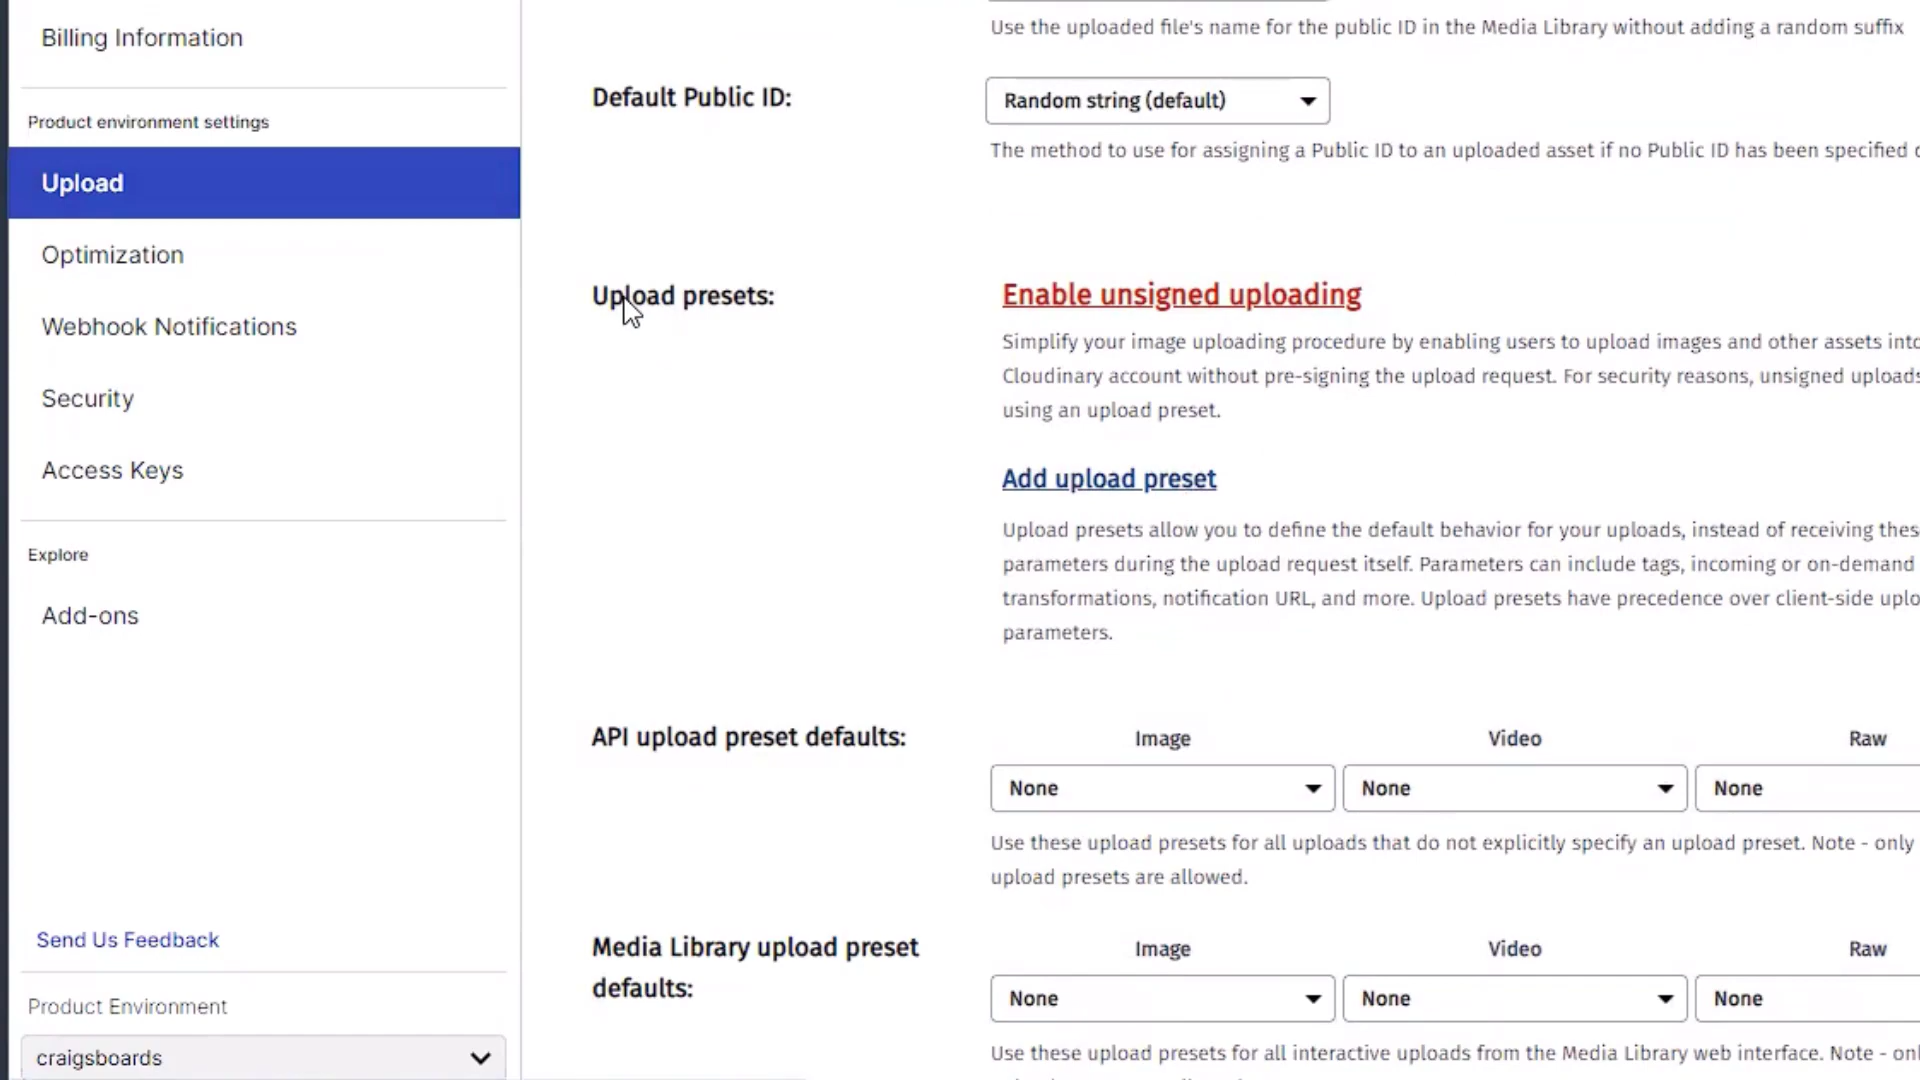 Billing Information
Product environment settings
Upload
Optimization
Webhook Notifications
Security
Access Keys
Explore
Add-ons
Send Us Feedback
Product Environment
craigsboards
Use the uploaded file's name for the public ID in the Media Library without adding a random suffix
Default Public ID:
Random string (default)
The method to use for assigning a Public ID to an uploaded asset if no Public ID has been specified
Upload presets:
Enable unsigned uploading
Simplify your image uploading procedure by enabling users to upload images and other assets into
Cloudinary account without pre-signing the upload request. For security reasons, unsigned uploads
using an upload preset.
Add upload preset
Upload presets allow you to define the default behavior for your uploads, instead of receiving thes
parameters during the upload request itself. Parameters can include tags, incoming or on-demand
transformations, notification URL, and more. Upload presets have precedence over client-side uplo
parameters.
API upload preset defaults:
Image Video Raw
None None None
Use these upload presets for all uploads that do not explicitly specify an upload preset. Note - only
upload presets are allowed.
Media Library upload preset
defaults:
Image Video Raw
None None None
Use these upload presets for all interactive uploads from the Media Library web interface. Note - onl